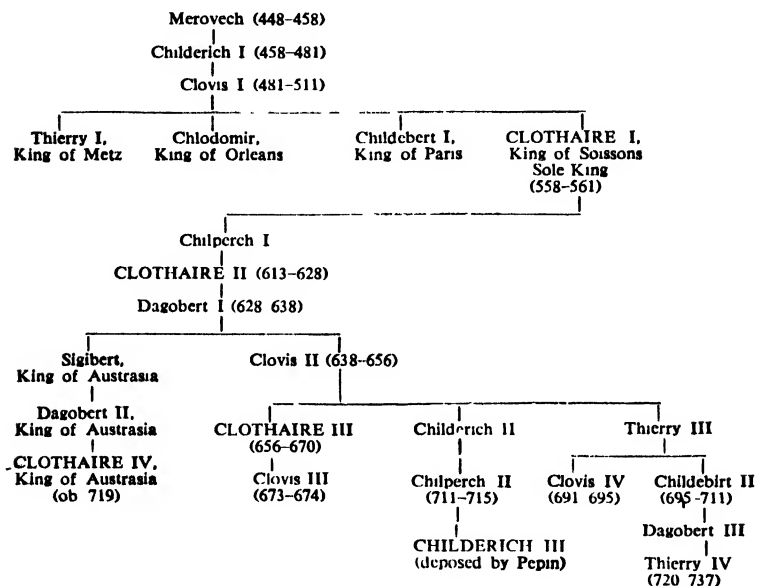 Merovech (448-458)
Childerich I (458-481)
Clovis I (481-511)
Thierry I,
King of Metz
Chlodomir,
King of Orleans
Childebert I,
King of Paris
CLOTHAIRE I,
King of Soissons
Sole King
(558-561)
Chilperch I
CLOTHAIRE II (613-628)
Dagobert I (628 638)
Sigibert,
King of Austrasia
Clovis II (638-656)
Dagobert II,
King of Austrasia
CLOTHAIRE III
(656-670)
Childerich II
Thierry III
CLOTHAIRE IV,
King of Austrasia
(ob 719)
Clovis III
(673-674)
Chilperch II
(711-715)
Clovis IV
(691 695)
Childebirt II
(695-711)
CHILDERICH III
(deposed by Pepin)
Dagobert III
Thierry IV
(720 737)